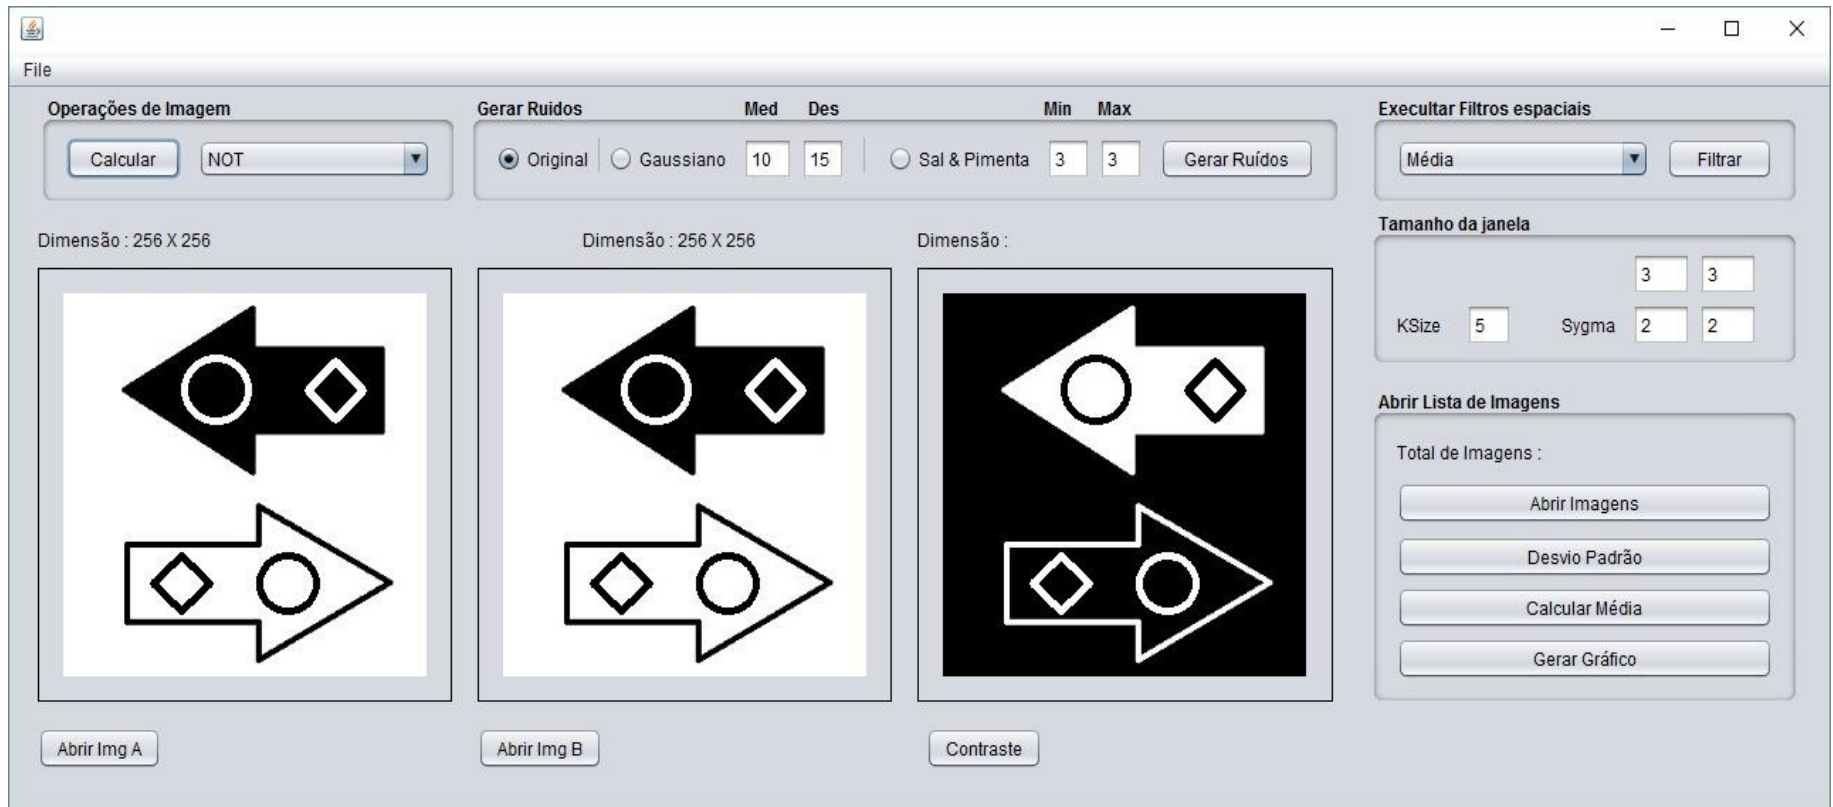 File
Operações de Imagem
Calcular NOT
Gerar Ruidos Med Des Min Max
Original Gaussiano 10 15 Sal & Pimenta 3 3 Gerar Ruídos
Execultar Filtros espaciais
Média Filtrar
Tamanho da janela
3 3
KSize 5 Sygma 2 2
Dimensão : 256 X 256
Dimensão : 256 X 256
Dimensão :
Abrir Lista de Imagens
Total de Imagens :
Abrir Imagens
Desvio Padrão
Calcular Média
Gerar Gráfico
Abrir Img A
Abrir Img B
Contraste